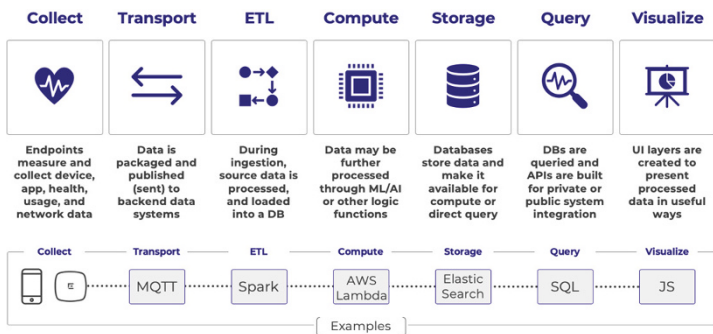 Collect
Transport
ETL
Compute
Storage
Query
Visualize
Endpoints
measure and
collect device,
app, health,
usage, and
network data
Data is
packaged and
published
(sent) to
backend data
systems
During
ingestion,
source data is
processed,
and loaded
into a DB
Data may be
further
processed
through ML/AI
or other logic
functions
Databases
store data and
make it
available for
compute or
direct query
DBs are
queried and
APIs are built
for private or
public system
integration
UI layers are
created to
present
processed
data in useful
ways
Collect
Transport
ETL
Compute
Storage
Query
Visualize
MQTT
Spark
AWS
Lambda
Elastic
Search
SQL
JS
Examples